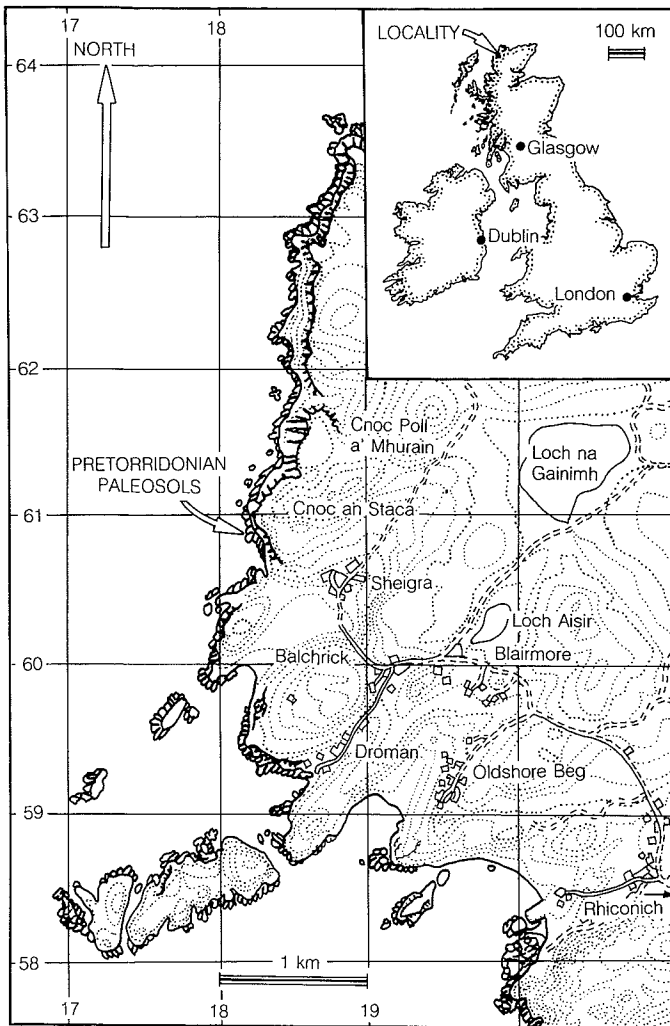 17
18
64
NORTH
63
62
61
60
59
58
LOCALITY
100 km
Glasgow
Dublin
London
Cnoc Poll
a' Mhurain
Loch na
Gainimh
PRETORRIDONIAN
PALEOSOLS
Cnoc an Staca
Sheigra
Loch Aisir
Balchrick
Blairmore
Droman
Oldshore Beg
Rhiconich
1 km
17
18
19